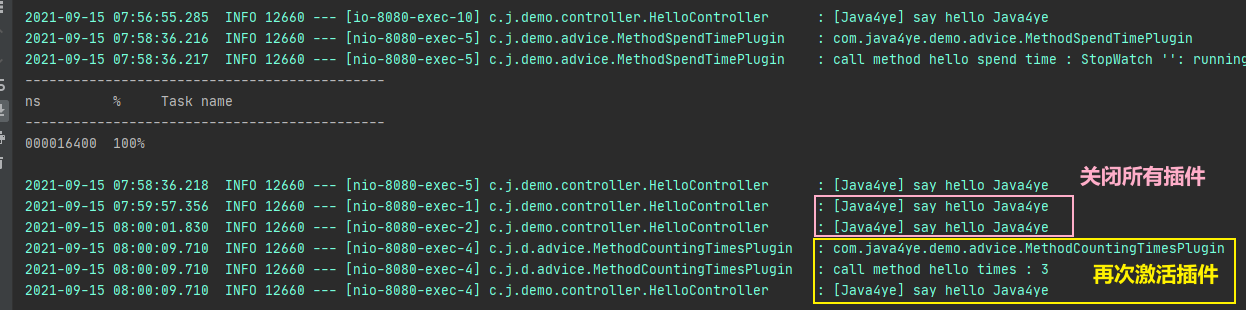 2021-09-15 07:56:55.285  INFO 12660 --- [io-8080-exec-10] c.j.demo.controller.HelloController      : [Java4ye] say hello Java4ye
2021-09-15 07:58:36.216  INFO 12660 --- [nio-8080-exec-5] c.j.demo.advice.MethodSpendTimePlugin    : com.java4ye.demo.advice.MethodSpendTimePlugin
2021-09-15 07:58:36.217  INFO 12660 --- [nio-8080-exec-5] c.j.demo.advice.MethodSpendTimePlugin    : call method hello spend time : StopWatch '': running
---------------------------------------------
ns         %     Task name
---------------------------------------------
000016400  100%
2021-09-15 07:58:36.218  INFO 12660 --- [nio-8080-exec-5] c.j.demo.controller.HelloController      : [Java4ye] say hello Java4ye
关闭所有插件
2021-09-15 07:59:57.356  INFO 12660 --- [nio-8080-exec-1] c.j.demo.controller.HelloController      : [Java4ye] say hello Java4ye
2021-09-15 08:00:01.830  INFO 12660 --- [nio-8080-exec-2] c.j.demo.controller.HelloController      : [Java4ye] say hello Java4ye
2021-09-15 08:00:09.710  INFO 12660 --- [nio-8080-exec-4] c.j.d.advice.MethodCountingTimesPlugin   : com.java4ye.demo.advice.MethodCountingTimesPlugin
2021-09-15 08:00:09.710  INFO 12660 --- [nio-8080-exec-4] c.j.d.advice.MethodCountingTimesPlugin   : call method hello times : 3
再次激活插件
2021-09-15 08:00:09.710  INFO 12660 --- [nio-8080-exec-4] c.j.demo.controller.HelloController      : [Java4ye] say hello Java4ye